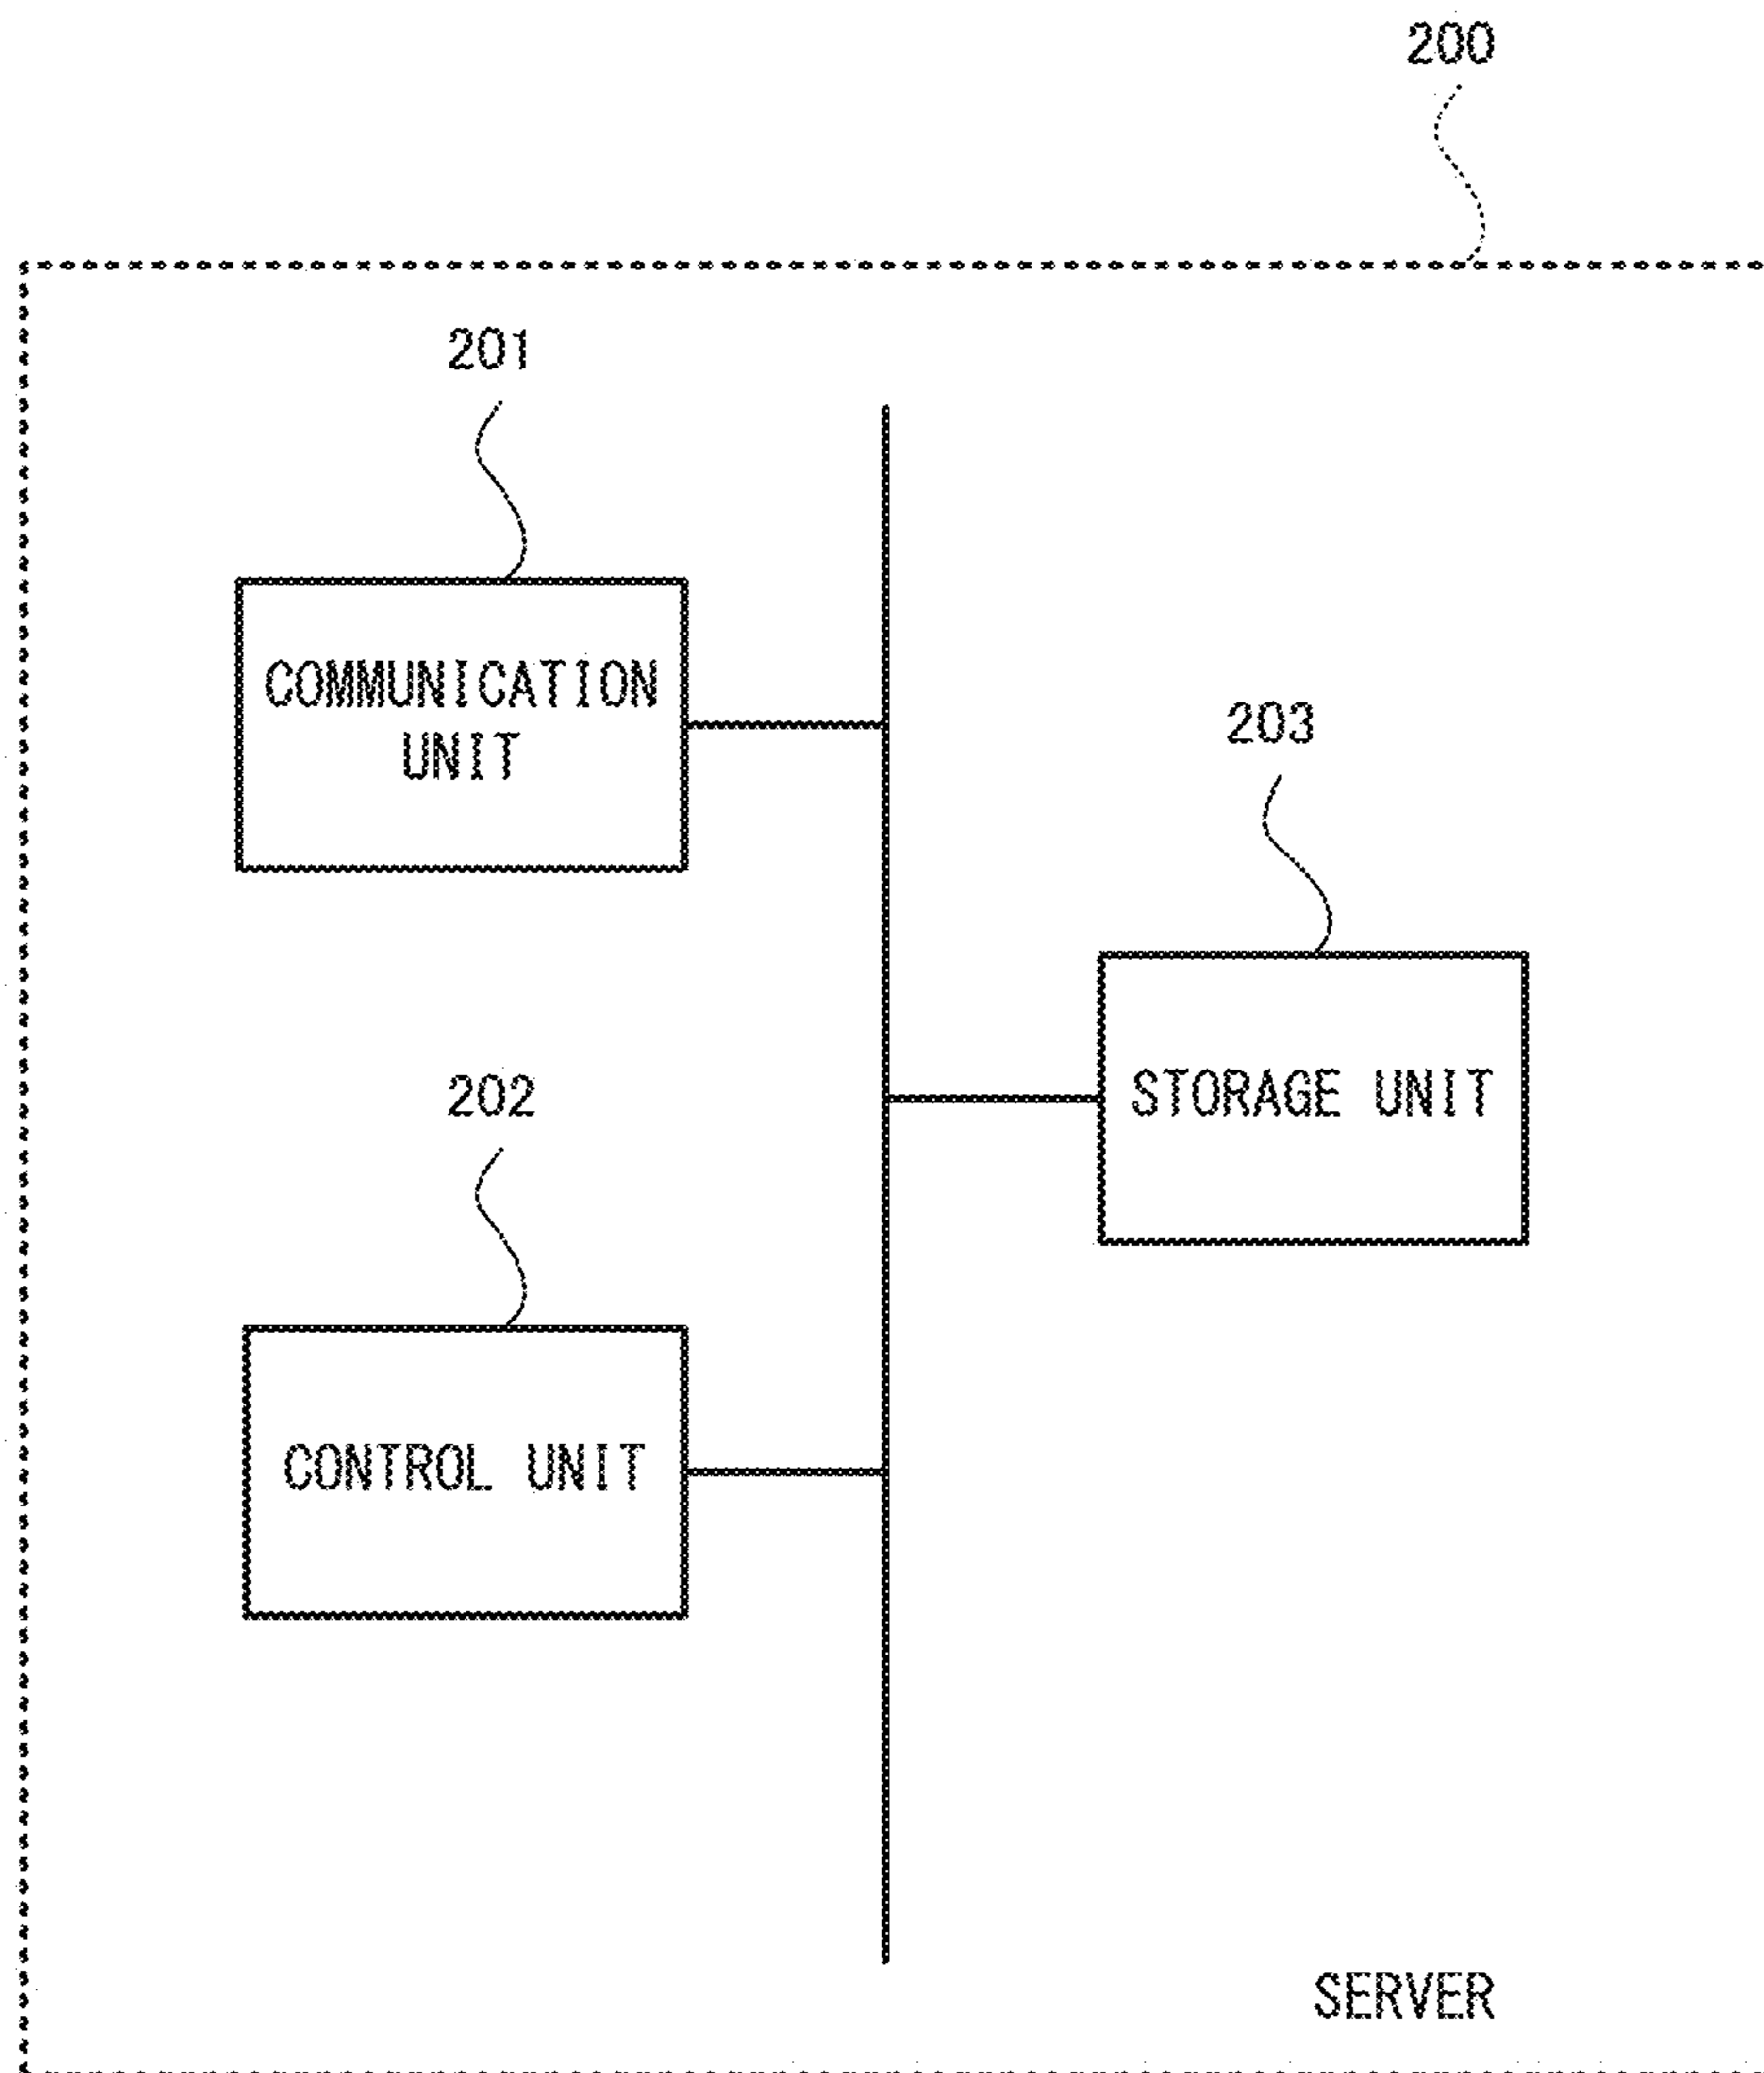 200
201
COMMUNICATION
UNIT
203
STORAGE UNIT
202
CONTROL UNIT
SERVER